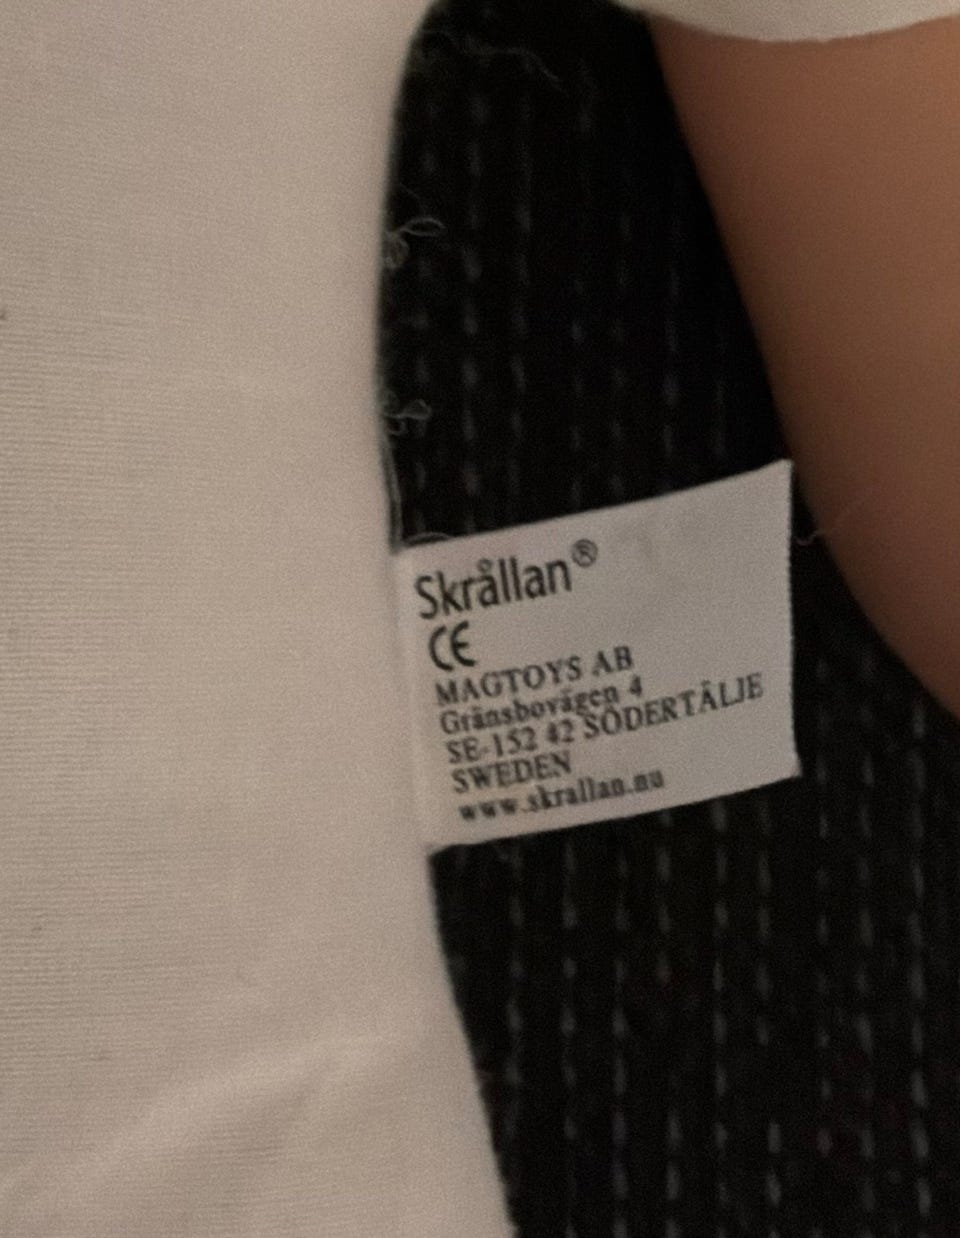 Skrållan®
CE
MAGTOYS AB
Gränsbovägen 4
SE-152 42 SÖDERTÄLJE
SWEDEN
www.skrallan.nu